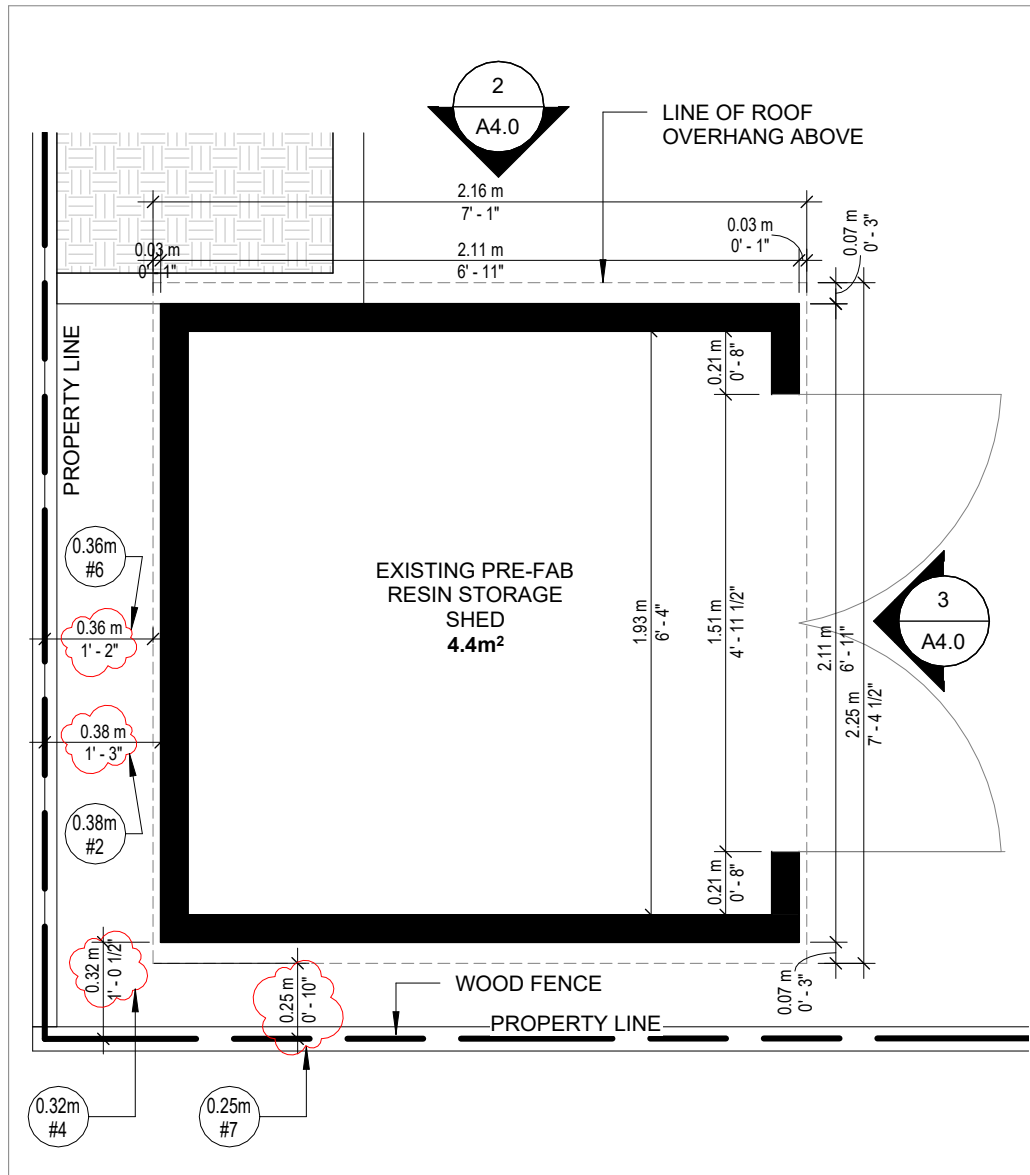 2
A4.0
LINE OF ROOF
OVERHANG ABOVE
2.16 m
7' - 1"
0.03 m
0' - 1"
2.11 m
6' - 11"
0.03 m
0' - 1"
0.07 m
0' - 3"
PROPERTY LINE
0.21 m
0' - 8"
0.36m
#6
0.36 m
1' - 2"
EXISTING PRE-FAB
RESIN STORAGE
SHED
4.4m²
1.93 m
6' - 4"
1.51 m
4' - 11 1/2"
3
A4.0
2.11 m
6' - 11"
2.25 m
7' - 4 1/2"
0.38 m
1' - 3"
0.38m
#2
0.21 m
0' - 8"
0.32 m
1' - 0 1/2"
0.25 m
0' - 10"
WOOD FENCE
0.07 m
0' - 3"
PROPERTY LINE
0.32m
#4
0.25m
#7